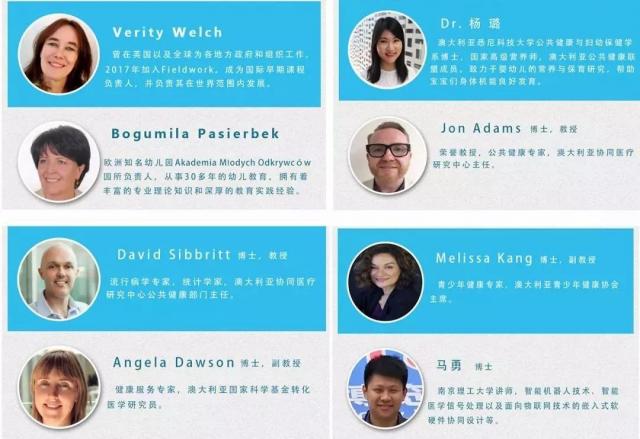 Verity Welch
曾在英国以及全球为各地方政府和组织工作，
2017年加入Fieldwork，成为国际早期课程
负责人，并负责其在世界范围内发展。
Bogumila Pasierbek
欧洲知名幼儿园Akademia Młodych Odkrywców
园所负责人，从事30多年的幼儿教育，拥有着
丰富的专业理论知识和深厚的教育实践经验。
Dr. 杨 璐
澳大利亚悉尼科技大学公共健康与妇幼保健学
系博士，国家高级营养师，澳大利亚公共健康联
盟成员。致力于婴幼儿的营养与保育研究，帮助
宝宝们身体机能良好发育。
Jon Adams 博士，教授
荣誉教授，公共健康专家，澳大利亚协同医疗
研究中心主任。
David Sibbritt 博士，教授
流行病学专家，统计学家，澳大利亚协同医疗
研究中心公共健康部门主任。
Angela Dawson 博士，副教授
健康服务专家，澳大利亚国家科学基金转化
医学研究员。
Melissa Kang 博士，副教授
青少年健康专家，澳大利亚青少年健康协会
主席。
马勇 博士
南京理工大学讲师，智能机器人技术、智能
医学信号处理以及面向物联网技术的嵌入式软
硬件协同设计等。